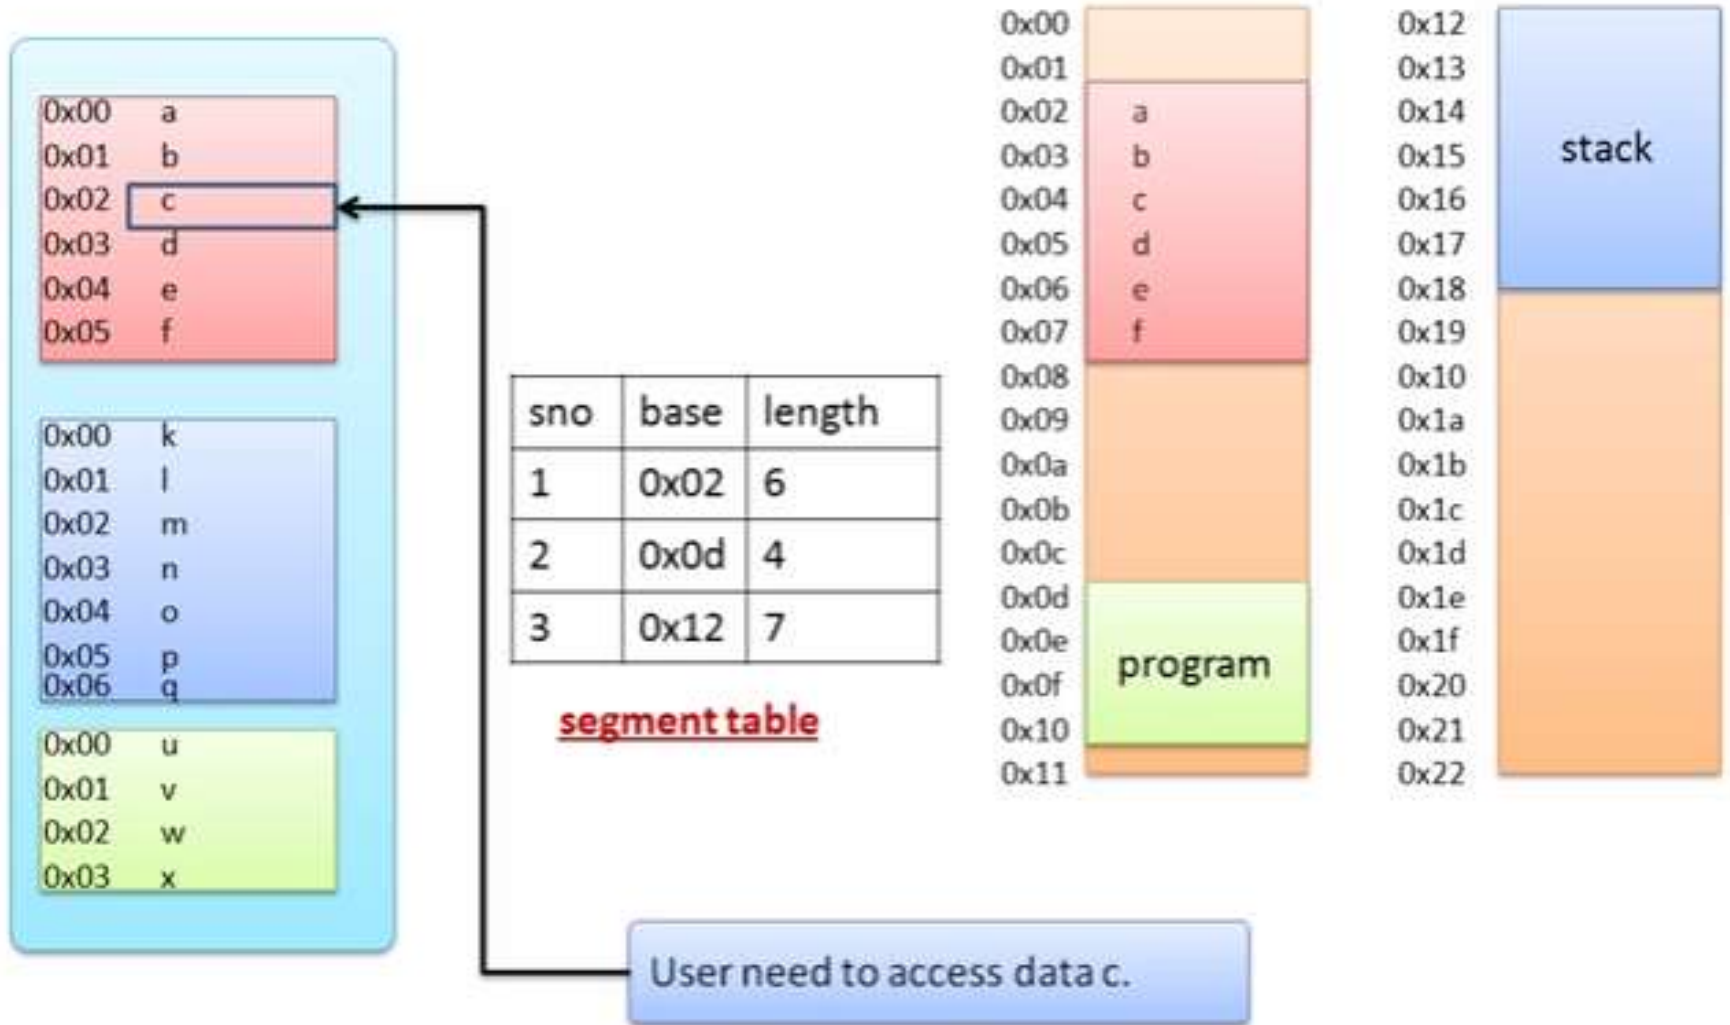 0x00 a
0x01 b
0x02 c
0x03 d
0x04 e
0x05 f
0x00 k
0x01 l
0x02 m
0x03 n
0x04 o
0x05 p
0x06 q
0x00 u
0x01 v
0x02 w
0x03 x
sno base length
1 0x02 6
2 0x0d 4
3 0x12 7
segment table
User need to access data c.
0x00
0x01
0x02 a
0x03 b
0x04 c
0x05 d
0x06 e
0x07 f
0x08
0x09
0x0a
0x0b
0x0c
0x0d
0x0e
program
0x0f
0x10
0x11
0x12
0x13
0x14
0x15
stack
0x16
0x17
0x18
0x19
0x10
0x1a
0x1b
0x1c
0x1d
0x1e
0x1f
0x20
0x21
0x22